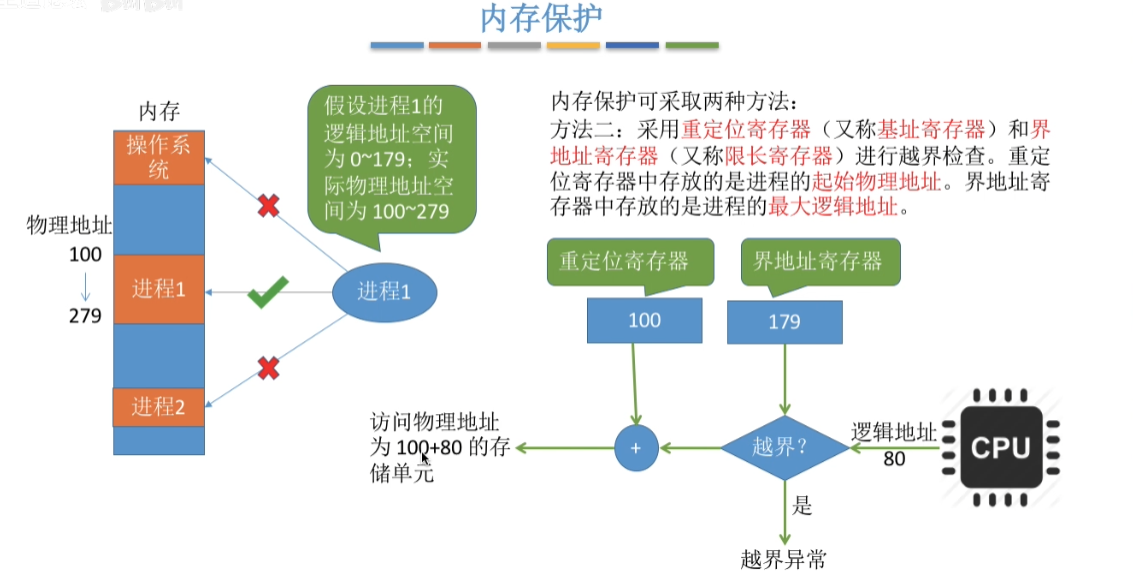 内存保护
内存
操作系
统
物理地址
100
279
进程1
进程2
假设进程1的
逻辑地址空间
为 0~179；实
际物理地址空
间为 100~279
进程1
内存保护可采取两种方法：
方法二：采用重定位寄存器（又称基址寄存器）和界
地址寄存器（又称限长寄存器）进行越界检查。重定
位寄存器中存放的是进程的起始物理地址。界地址寄
存器中存放的是进程的最大逻辑地址。
重定位寄存器
界地址寄存器
100
179
访问物理地址
为 100+80 的存
储单元
+
越界？
逻辑地址
80
CPU
是
越界异常